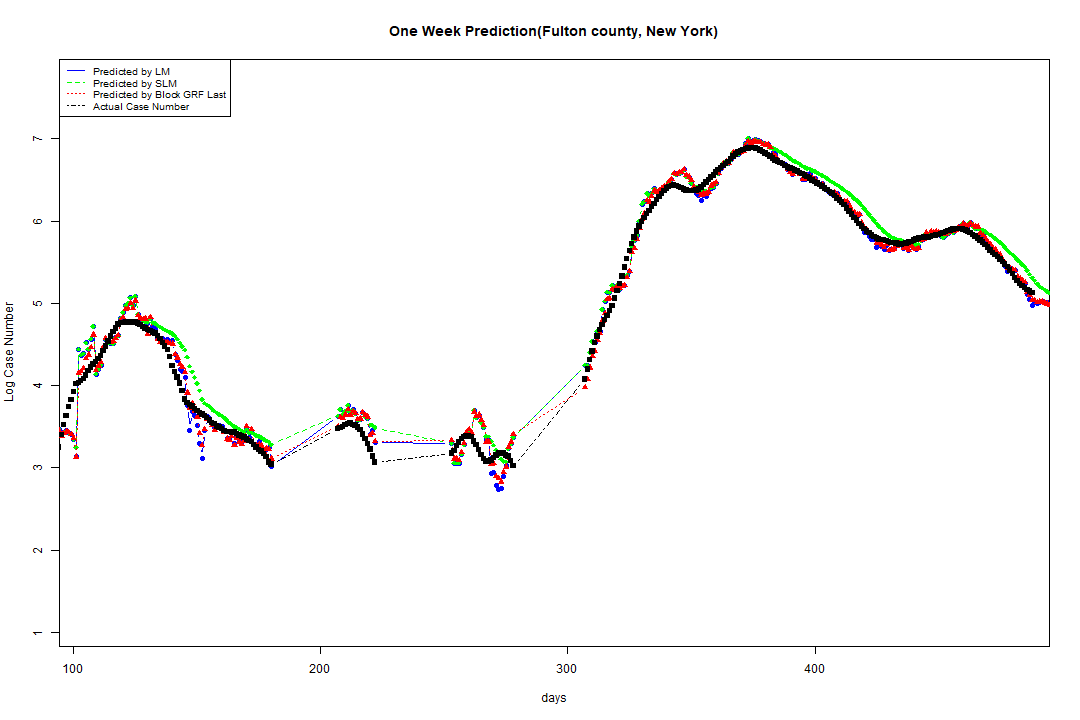 One Week Prediction(Fulton county, New York)
Predicted by LM
Predicted by SLM
Predicted by Block GRF Last
Actual Case Number
7
6
5
4
3
2
1
Log Case Number
100 200 300 400
days